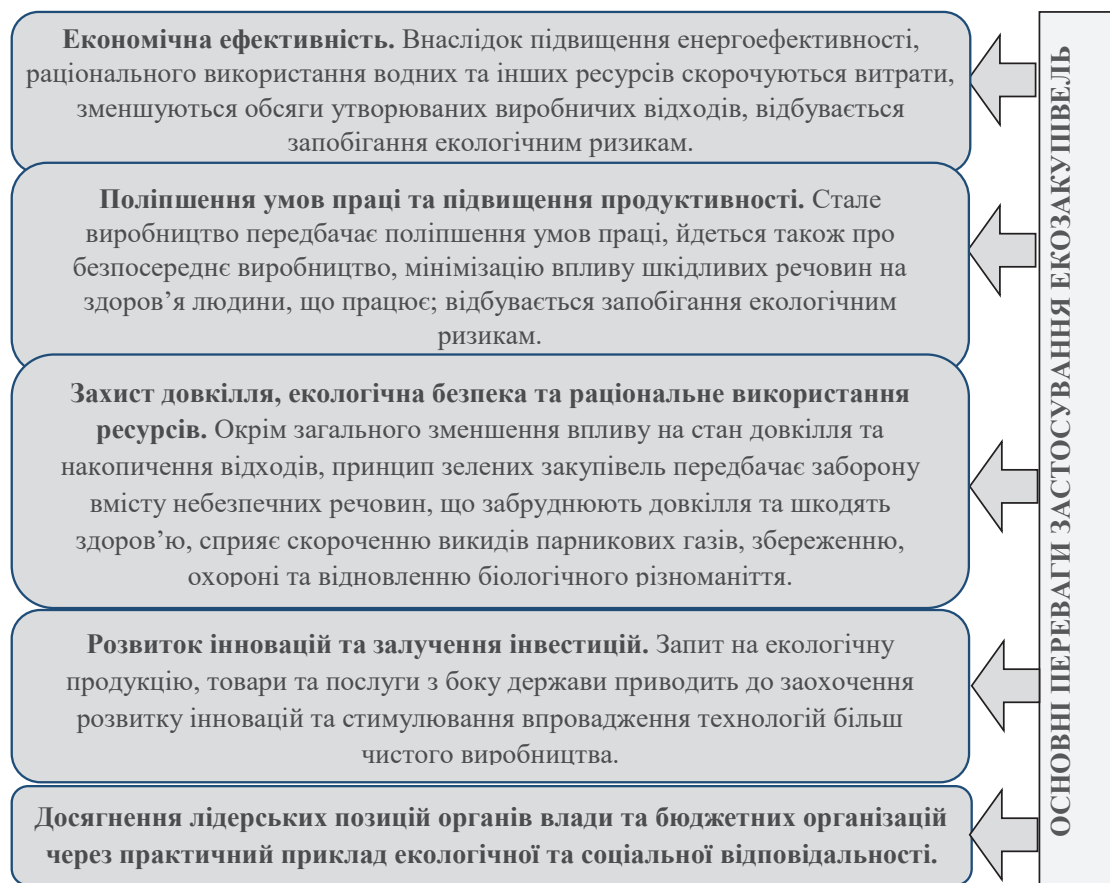 Економічна ефективність. Внаслідок підвищення енергоефективності,
раціонального використання водних та інших ресурсів скорочуються витрати,
зменшуються обсяги утворюваних виробничих відходів, відбувається
запобігання екологічним ризикам.
Поліпшення умов праці та підвищення продуктивності. Стале
виробництво передбачає поліпшення умов праці, йдеться також про
безпосереднє виробництво, мінімізацію впливу шкідливих речовин на
здоров’я людини, що працює; відбувається запобігання екологічним
ризикам.
Захист довкілля, екологічна безпека та раціональне використання
ресурсів. Окрім загального зменшення впливу на стан довкілля та
накопичення відходів, принцип зелених закупівель передбачає заборону
вмісту небезпечних речовин, що забруднюють довкілля та шкодять
здоров’ю, сприяє скороченню викидів парникових газів, збереженню,
охороні та відновленню біологічного різноманіття.
Розвиток інновацій та залучення інвестицій. Запит на екологічну
продукцію, товари та послуги з боку держави приводить до заохочення
розвитку інновацій та стимулювання впровадження технологій більш
чистого виробництва.
Досягнення лідерських позицій органів влади та бюджетних організацій
через практичний приклад екологічної та соціальної відповідальності.
ОСНОВНІ ПЕРЕВАГИ ЗАСТОСУВАННЯ ЕКОЗАКУПІВЕЛЬ